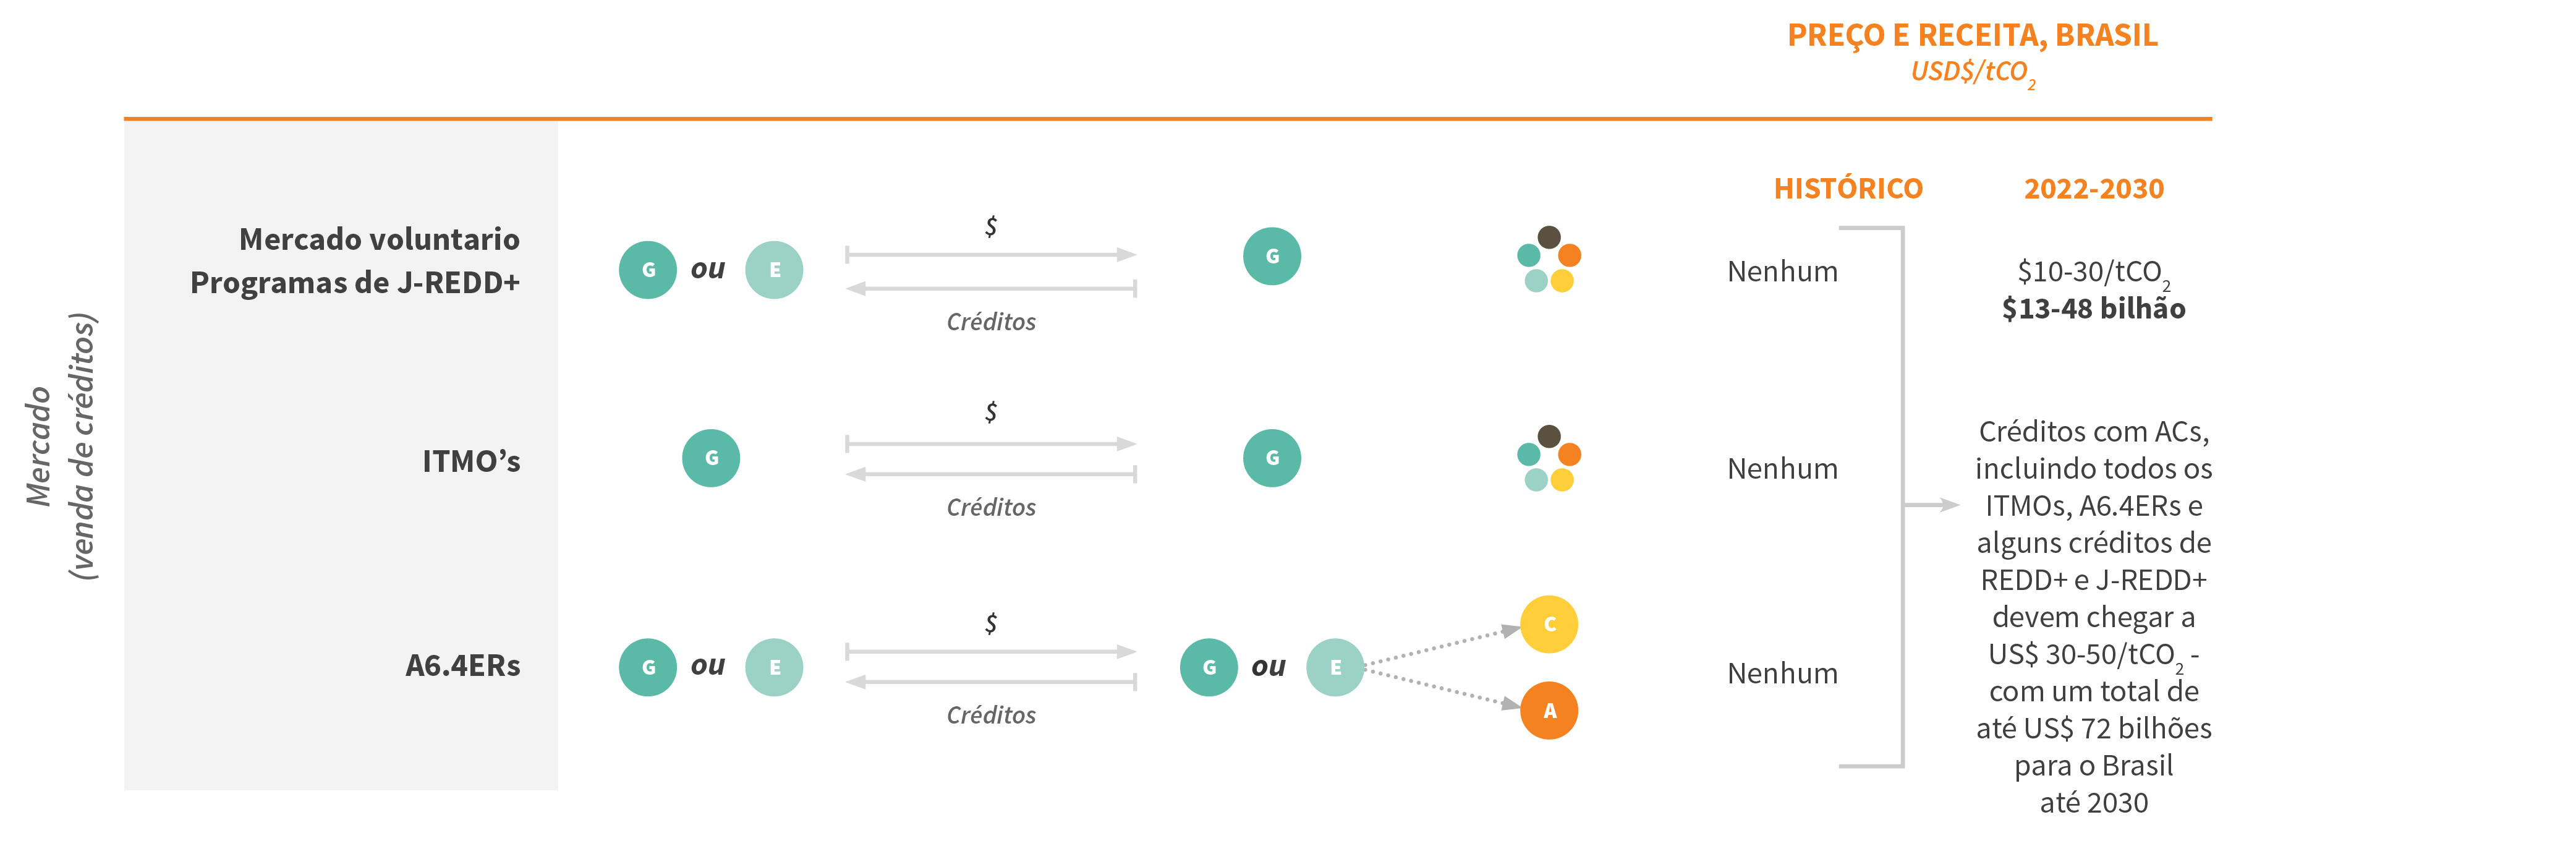 PREÇO E RECEITA, BRASIL
USD$/tCO2
HISTÓRICO
2022-2030
Mercado
(venda de créditos)
Mercado voluntario
Programas de J-REDD+
G ou E
$
Créditos
G
Nenhum
$10-30/tCO2
$13-48 bilhão
ITMO’s
G
$
Créditos
G
Nenhum
A6.4ERs
G ou E
$
Créditos
G ou E
C
A
Nenhum
Créditos com ACs,
incluindo todos os
ITMOs, A6.4ERs e
alguns créditos de
REDD+ e J-REDD+
devem chegar a
US$ 30-50/tCO2 -
com um total de
até US$ 72 bilhões
para o Brasil
até 2030